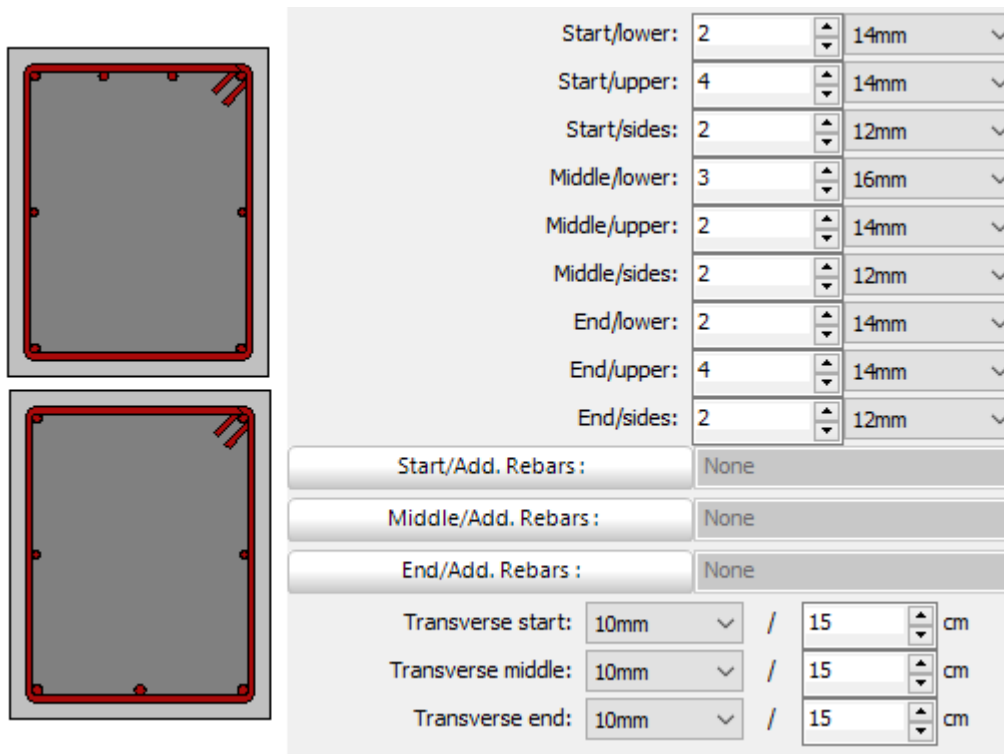 Start/lower: 2 14mm
Start/upper: 4 14mm
Start/sides: 2 12mm
Middle/lower: 3 16mm
Middle/upper: 2 14mm
Middle/sides: 2 12mm
End/lower: 2 14mm
End/upper: 4 14mm
End/sides: 2 12mm
Start/Add. Rebars : None
Middle/Add. Rebars : None
End/Add. Rebars : None
Transverse start: 10mm / 15 cm
Transverse middle: 10mm / 15 cm
Transverse end: 10mm / 15 cm